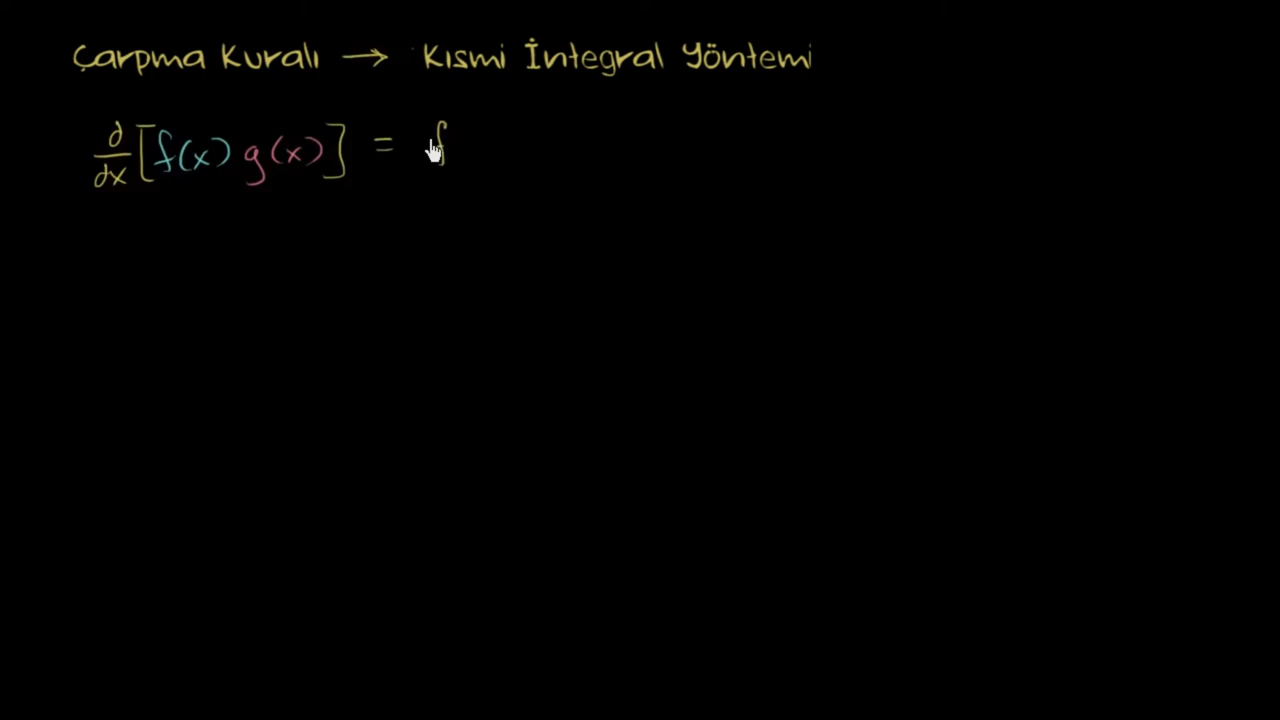 Çarpma Kuralı → Kısmi İntegral Yöntemi
d/dx [f(x) g(x)] = f